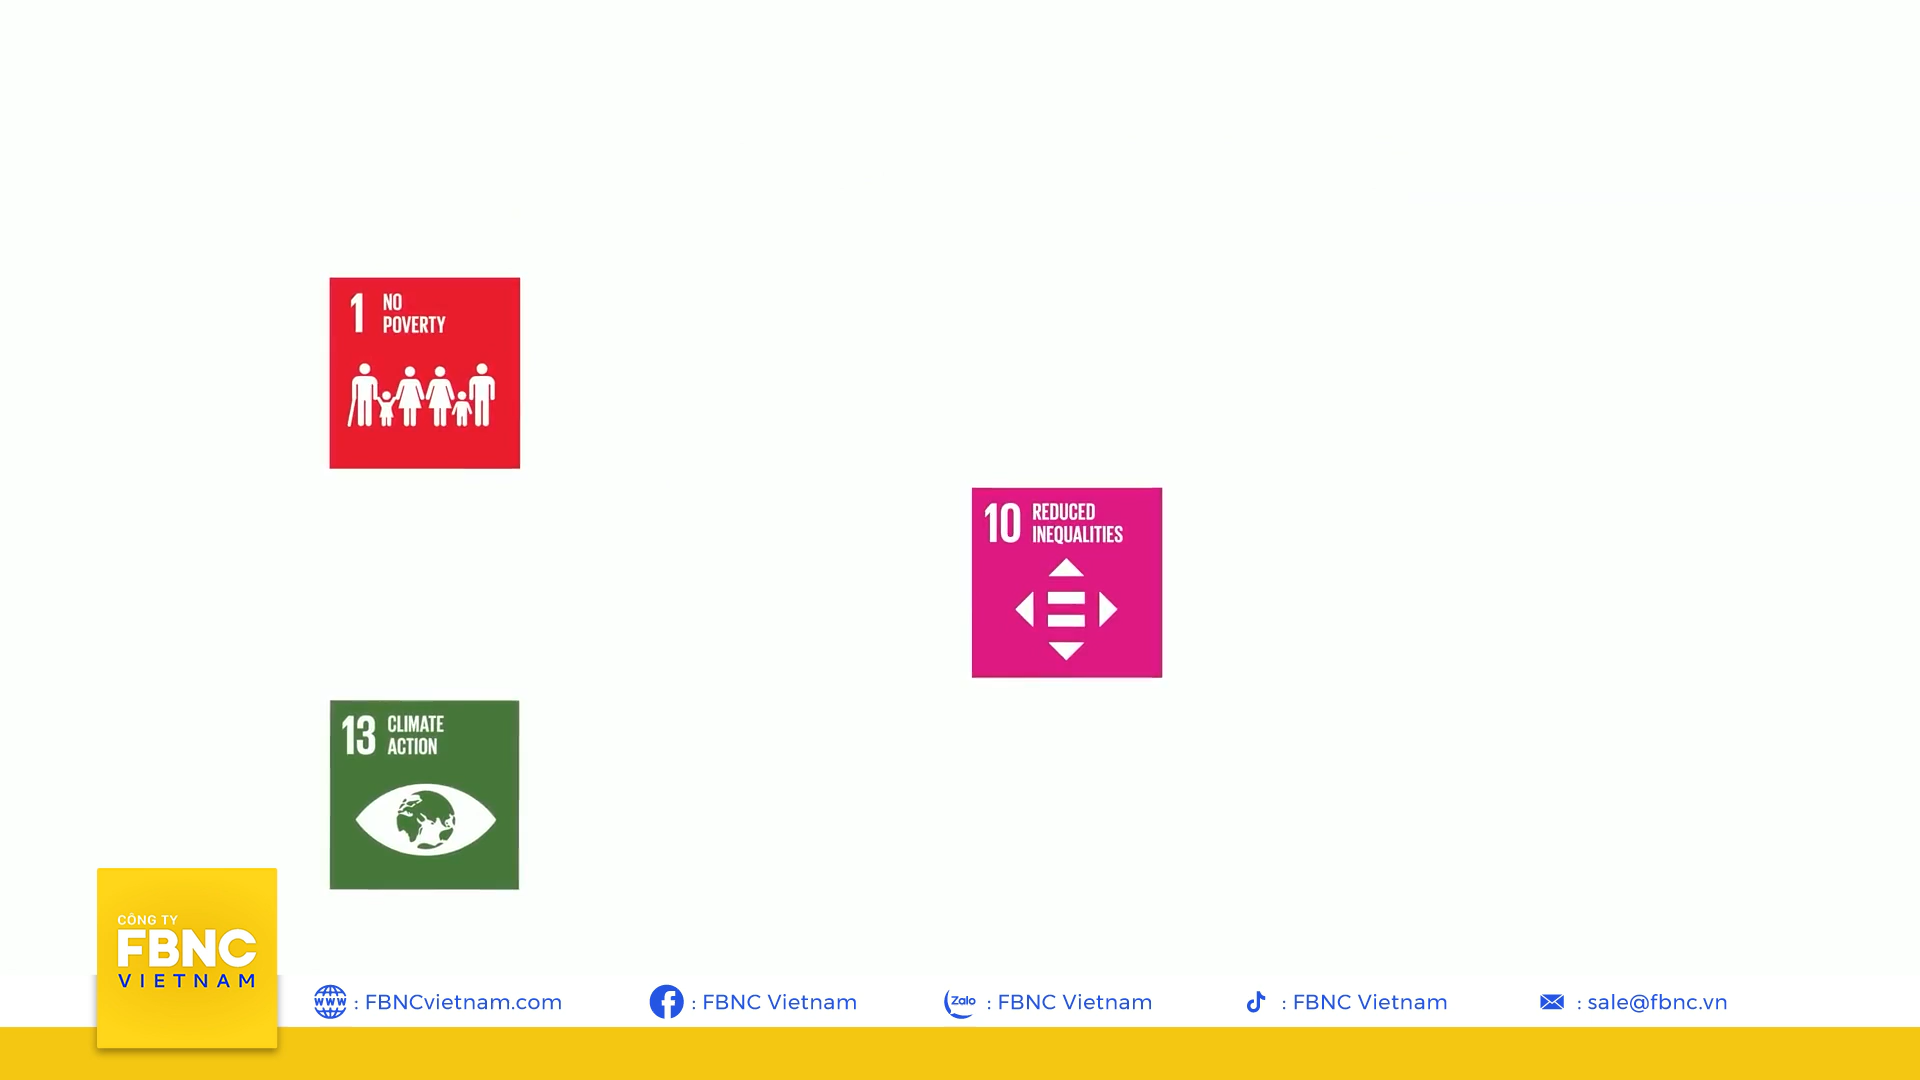 1 NO
POVERTY
10 REDUCED
INEQUALITIES
13 CLIMATE
ACTION
CÔNG TY
FBNC
VIETNAM
www : FBNCvietnam.com
: FBNC Vietnam
Zalo : FBNC Vietnam
: FBNC Vietnam
: sale@fbnc.vn